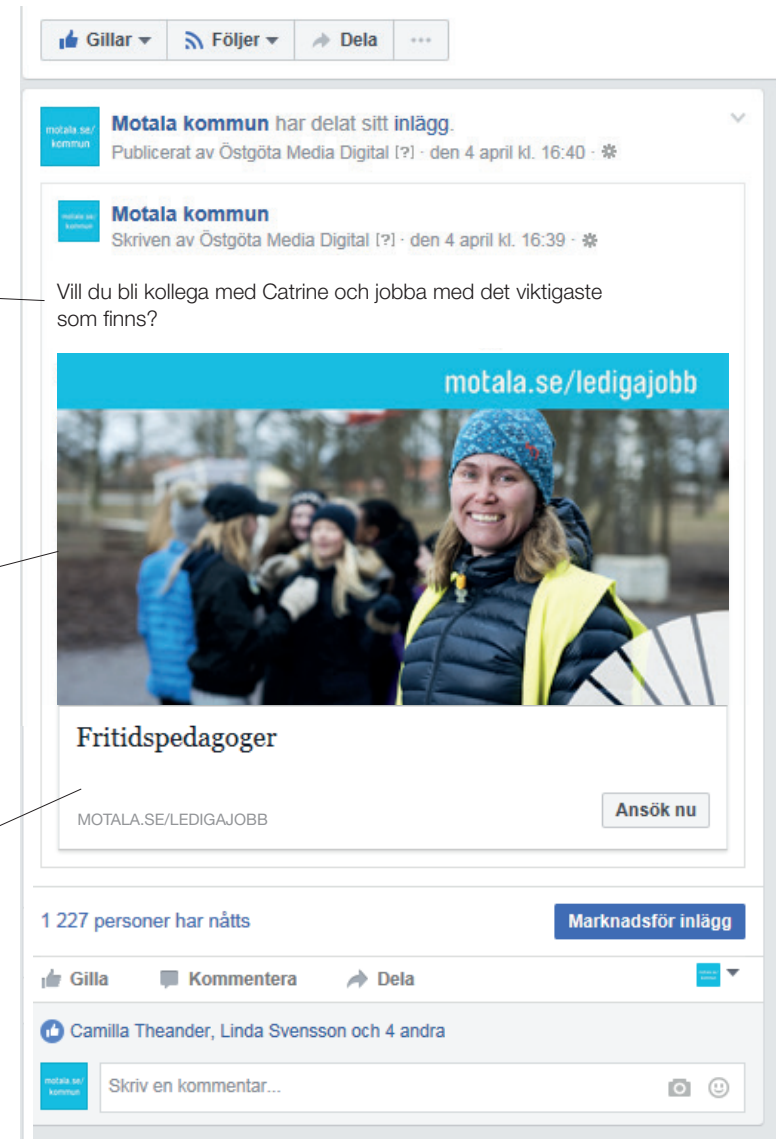 Gillar
Följer
Dela
motala.se/
kommun
Motala kommun har delat sitt inlägg.
Publicerat av Östgöta Media Digital [?] · den 4 april kl. 16:40 ·
motala.se/
kommun
Motala kommun
Skriven av Östgöta Media Digital [?] · den 4 april kl. 16:39 ·
Vill du bli kollega med Catrine och jobba med det viktigaste
som finns?
motala.se/ledigajobb
Fritidspedagoger
MOTALA.SE/LEDIGAJOBB
Ansök nu
1 227 personer har nåtts
Marknadsför inlägg
Gilla
Kommentera
Dela
Camilla Theander, Linda Svensson och 4 andra
motala.se/
kommun
Skriv en kommentar...